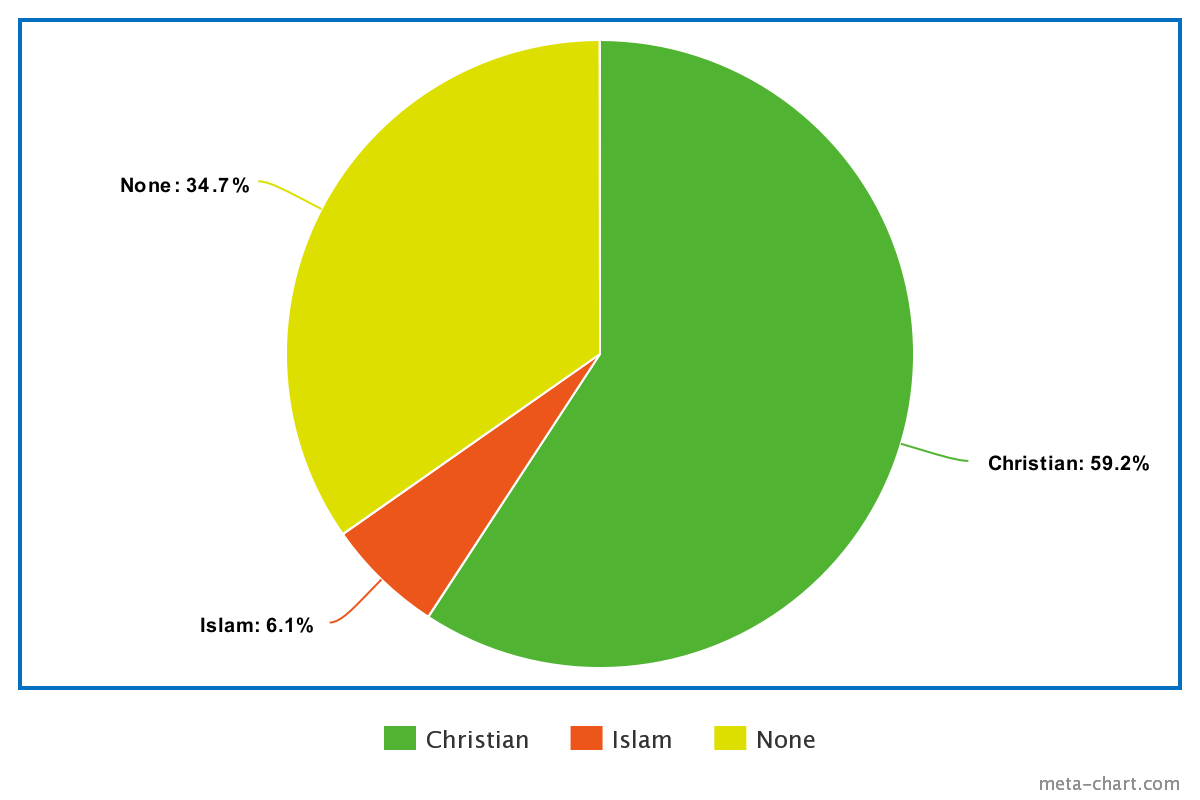 None: 34.7%
Christian: 59.2%
Islam: 6.1%
Christian Islam None
meta-chart.com